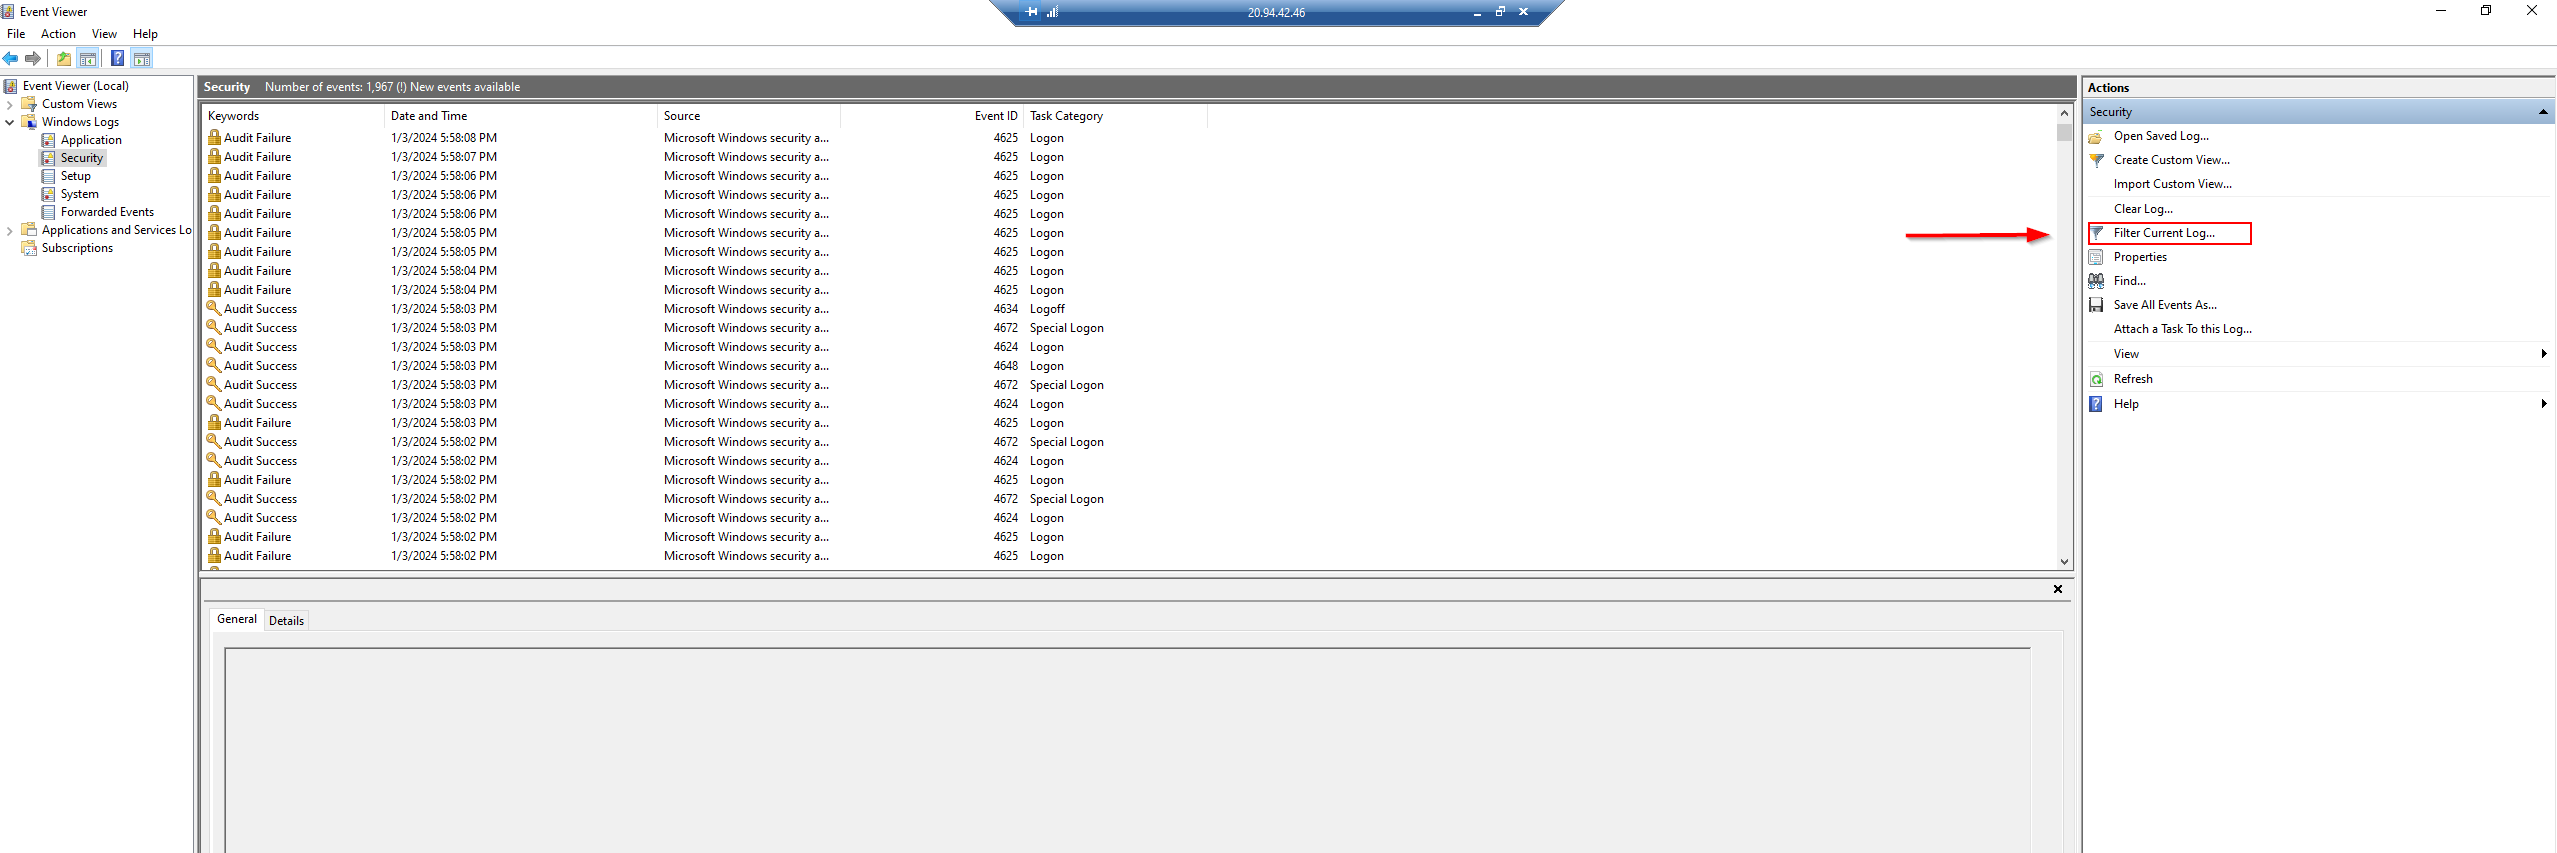 Event Viewer
20.94.42.46
File Action View Help
Event Viewer (Local)
Custom Views
Windows Logs
Application
Security
Setup
System
Forwarded Events
Applications and Services Lo
Subscriptions
Security Number of events: 1,967 (!) New events available
Keywords Date and Time Source Event ID Task Category
Audit Failure 1/3/2024 5:58:08 PM Microsoft Windows security a... 4625 Logon
Audit Failure 1/3/2024 5:58:07 PM Microsoft Windows security a... 4625 Logon
Audit Failure 1/3/2024 5:58:06 PM Microsoft Windows security a... 4625 Logon
Audit Failure 1/3/2024 5:58:06 PM Microsoft Windows security a... 4625 Logon
Audit Failure 1/3/2024 5:58:06 PM Microsoft Windows security a... 4625 Logon
Audit Failure 1/3/2024 5:58:05 PM Microsoft Windows security a... 4625 Logon
Audit Failure 1/3/2024 5:58:05 PM Microsoft Windows security a... 4625 Logon
Audit Failure 1/3/2024 5:58:04 PM Microsoft Windows security a... 4625 Logon
Audit Failure 1/3/2024 5:58:04 PM Microsoft Windows security a... 4625 Logon
Audit Success 1/3/2024 5:58:03 PM Microsoft Windows security a... 4634 Logoff
Audit Success 1/3/2024 5:58:03 PM Microsoft Windows security a... 4672 Special Logon
Audit Success 1/3/2024 5:58:03 PM Microsoft Windows security a... 4624 Logon
Audit Success 1/3/2024 5:58:03 PM Microsoft Windows security a... 4648 Logon
Audit Success 1/3/2024 5:58:03 PM Microsoft Windows security a... 4672 Special Logon
Audit Success 1/3/2024 5:58:03 PM Microsoft Windows security a... 4624 Logon
Audit Failure 1/3/2024 5:58:03 PM Microsoft Windows security a... 4625 Logon
Audit Success 1/3/2024 5:58:02 PM Microsoft Windows security a... 4672 Special Logon
Audit Success 1/3/2024 5:58:02 PM Microsoft Windows security a... 4624 Logon
Audit Failure 1/3/2024 5:58:02 PM Microsoft Windows security a... 4625 Logon
Audit Success 1/3/2024 5:58:02 PM Microsoft Windows security a... 4672 Special Logon
Audit Success 1/3/2024 5:58:02 PM Microsoft Windows security a... 4624 Logon
Audit Failure 1/3/2024 5:58:02 PM Microsoft Windows security a... 4625 Logon
Audit Failure 1/3/2024 5:58:02 PM Microsoft Windows security a... 4625 Logon
General Details
Actions
Security
Open Saved Log...
Create Custom View...
Import Custom View...
Clear Log...
Filter Current Log...
Properties
Find...
Save All Events As...
Attach a Task To this Log...
View
Refresh
Help